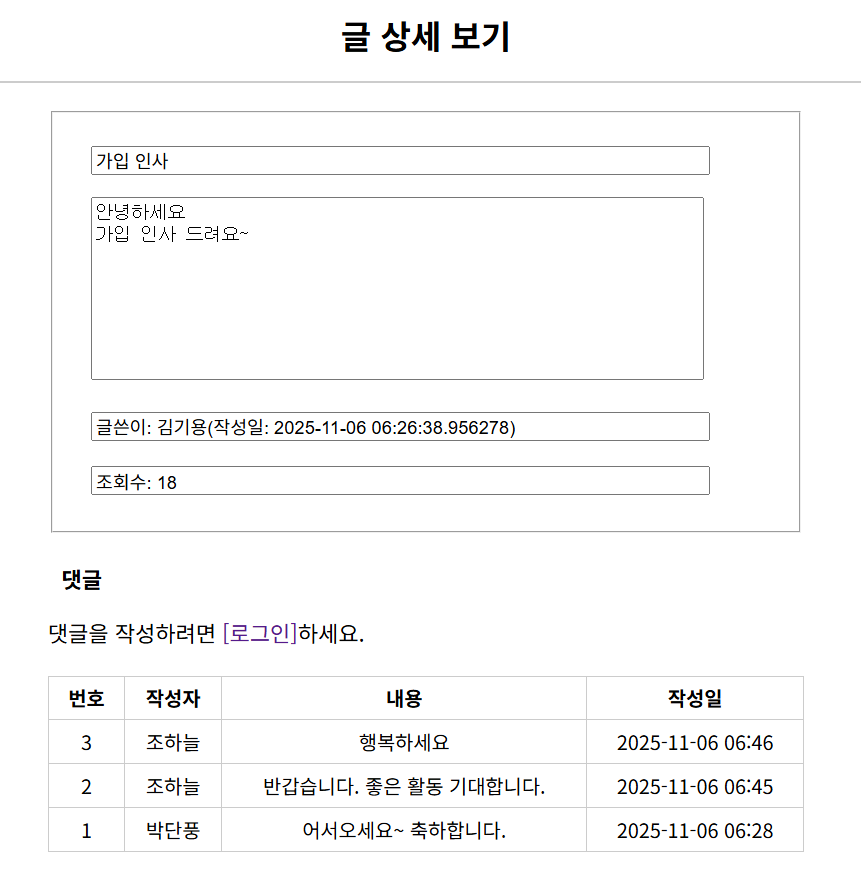 글 상세 보기
가입 인사
안녕하세요
가입 인사 드려요~
글쓴이: 김기용(작성일: 2025-11-06 06:26:38.956278)
조회수: 18
댓글
댓글을 작성하려면 [로그인]하세요.
번호 작성자 내용 작성일
3 조하늘 행복하세요 2025-11-06 06:46
2 조하늘 반갑습니다. 좋은 활동 기대합니다. 2025-11-06 06:45
1 박단풍 어서오세요~ 축하합니다. 2025-11-06 06:28